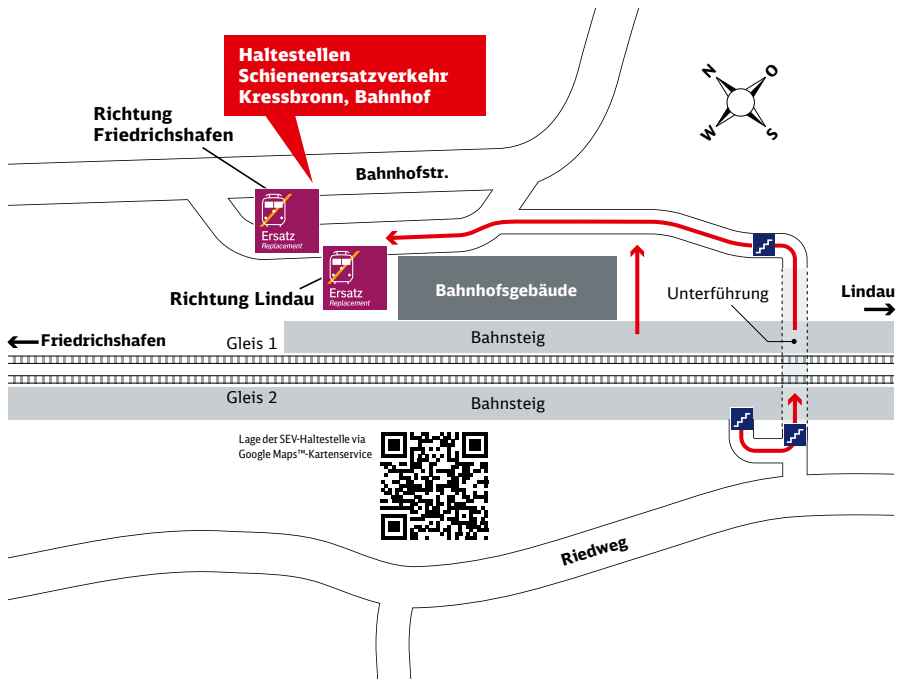 Haltestellen
Schienenersatzverkehr
Kressbronn, Bahnhof
N
O
W
S
Richtung
Friedrichshafen
Bahnhofstr.
Ersatz
Replacement
Ersatz
Replacement
Richtung Lindau
Bahnhofsgebäude
Unterführung
Lindau
Friedrichshafen
Gleis 1
Bahnsteig
Gleis 2
Bahnsteig
Lage der SEV-Haltestelle via
Google Maps™-Kartenservice
Riedweg